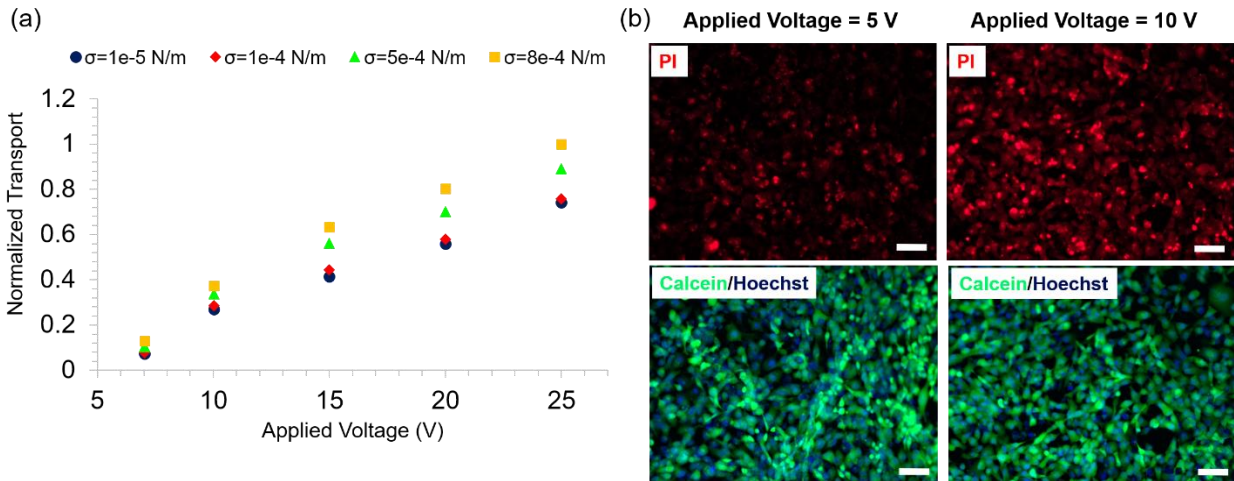 (a)
σ=1e-5 N/m σ=1e-4 N/m σ=5e-4 N/m σ=8e-4 N/m
Normalized Transport
1.2
1
0.8
0.6
0.4
0.2
0
5 10 15 20 25
Applied Voltage (V)
(b)
Applied Voltage = 5 V Applied Voltage = 10 V
PI PI
Calcein/Hoechst Calcein/Hoechst